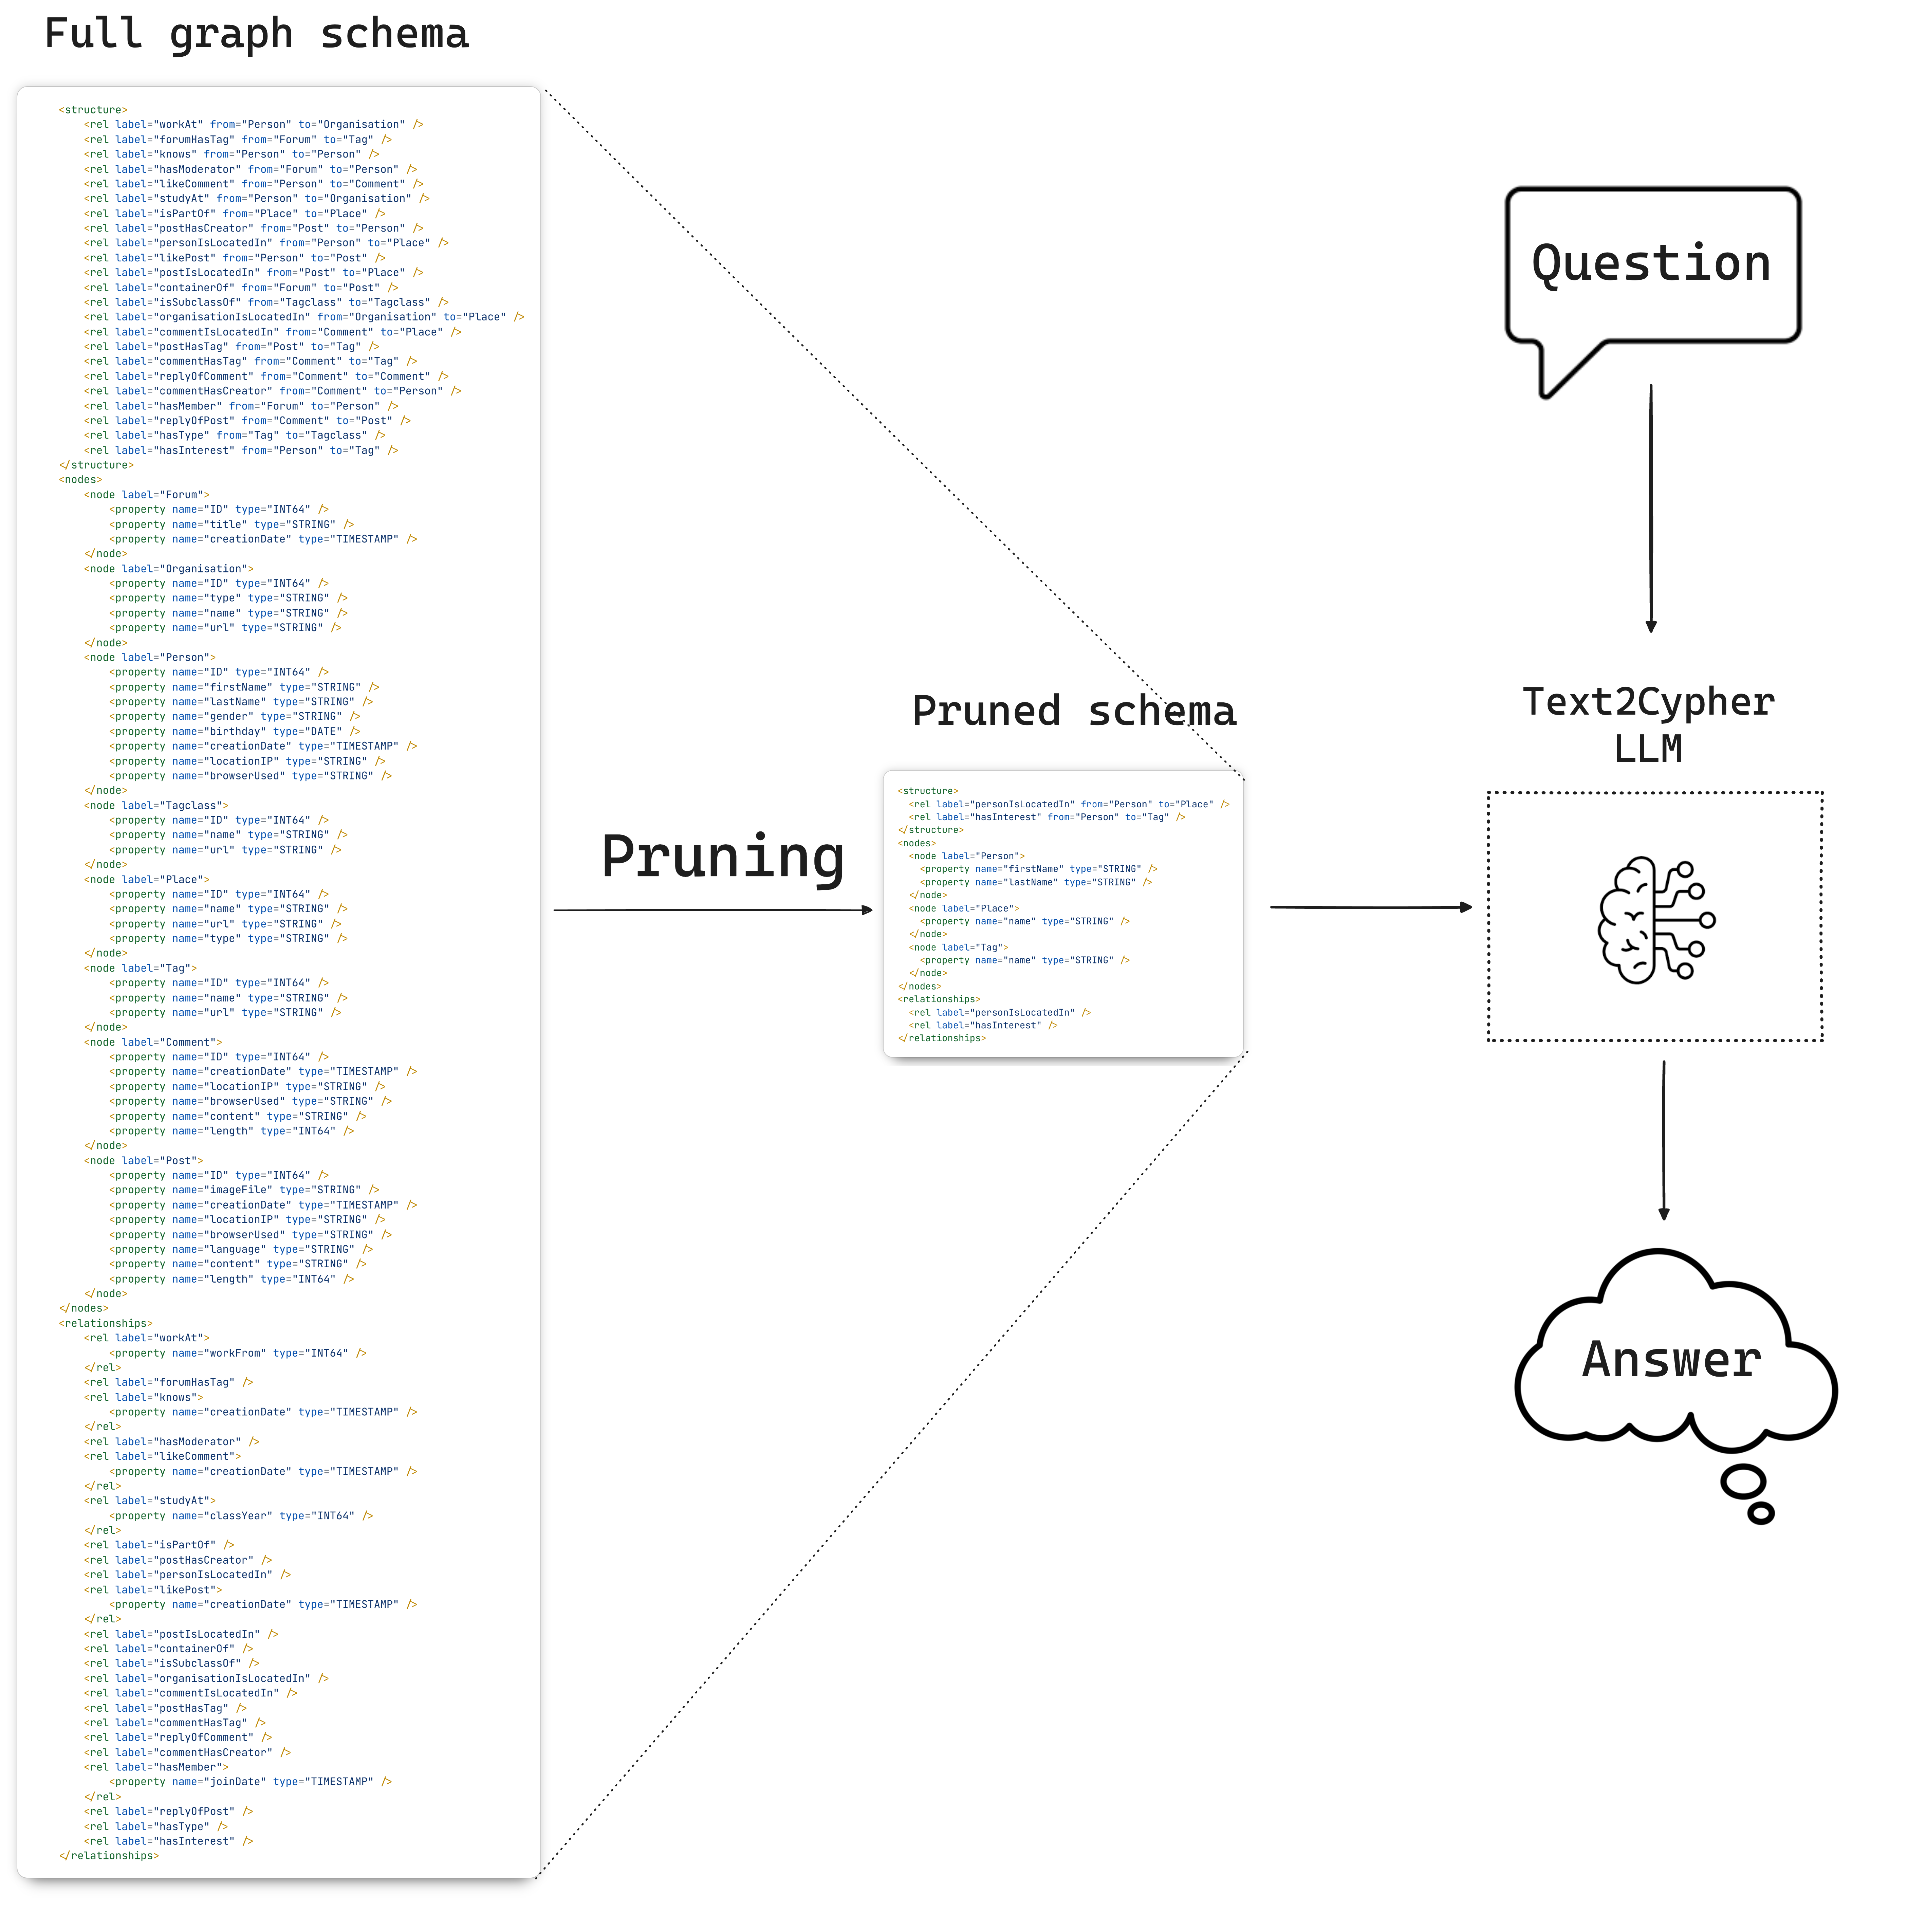 Full graph schema
<structure>
<rel label="workAt" from="Person" to="Organisation" />
<rel label="forumHasTag" from="Forum" to="Tag" />
<rel label="knows" from="Person" to="Person" />
<rel label="hasModerator" from="Forum" to="Person" />
<rel label="likeComment" from="Person" to="Comment" />
<rel label="studyAt" from="Person" to="Organisation" />
<rel label="isPartOf" from="Place" to="Place" />
<rel label="postHasCreator" from="Post" to="Person" />
<rel label="personIsLocatedIn" from="Person" to="Place" />
<rel label="likePost" from="Person" to="Post" />
<rel label="postIsLocatedIn" from="Post" to="Place" />
<rel label="containerOf" from="Forum" to="Post" />
<rel label="isSubclassOf" from="Tagclass" to="Tagclass" />
<rel label="organisationIsLocatedIn" from="Organisation" to="Place" />
<rel label="commentIsLocatedIn" from="Comment" to="Place" />
<rel label="postHasTag" from="Post" to="Tag" />
<rel label="commentHasTag" from="Comment" to="Tag" />
<rel label="replyOfComment" from="Comment" to="Comment" />
<rel label="commentHasCreator" from="Comment" to="Person" />
<rel label="hasMember" from="Forum" to="Person" />
<rel label="replyOfPost" from="Comment" to="Post" />
<rel label="hasType" from="Tag" to="Tagclass" />
<rel label="hasInterest" from="Person" to="Tag" />
</structure>
<nodes>
<node label="Forum">
<property name="ID" type="INT64" />
<property name="title" type="STRING" />
<property name="creationDate" type="TIMESTAMP" />
</node>
<node label="Organisation">
<property name="ID" type="INT64" />
<property name="type" type="STRING" />
<property name="name" type="STRING" />
<property name="url" type="STRING" />
</node>
<node label="Person">
<property name="ID" type="INT64" />
<property name="firstName" type="STRING" />
<property name="lastName" type="STRING" />
<property name="gender" type="STRING" />
<property name="birthday" type="DATE" />
<property name="creationDate" type="TIMESTAMP" />
<property name="locationIP" type="STRING" />
<property name="browserUsed" type="STRING" />
</node>
<node label="Tagclass">
<property name="ID" type="INT64" />
<property name="name" type="STRING" />
<property name="url" type="STRING" />
</node>
<node label="Place">
<property name="ID" type="INT64" />
<property name="name" type="STRING" />
<property name="url" type="STRING" />
<property name="type" type="STRING" />
</node>
<node label="Tag">
<property name="ID" type="INT64" />
<property name="name" type="STRING" />
<property name="url" type="STRING" />
</node>
<node label="Comment">
<property name="ID" type="INT64" />
<property name="creationDate" type="TIMESTAMP" />
<property name="locationIP" type="STRING" />
<property name="browserUsed" type="STRING" />
<property name="content" type="STRING" />
<property name="length" type="INT64" />
</node>
<node label="Post">
<property name="ID" type="INT64" />
<property name="imageFile" type="STRING" />
<property name="creationDate" type="TIMESTAMP" />
<property name="locationIP" type="STRING" />
<property name="browserUsed" type="STRING" />
<property name="language" type="STRING" />
<property name="content" type="STRING" />
<property name="length" type="INT64" />
</node>
</nodes>
<relationships>
<rel label="workAt">
<property name="workFrom" type="INT64" />
</rel>
<rel label="forumHasTag" />
<rel label="knows">
<property name="creationDate" type="TIMESTAMP" />
</rel>
<rel label="hasModerator" />
<rel label="likeComment">
<property name="creationDate" type="TIMESTAMP" />
</rel>
<rel label="studyAt">
<property name="classYear" type="INT64" />
</rel>
<rel label="isPartOf" />
<rel label="postHasCreator" />
<rel label="personIsLocatedIn" />
<rel label="likePost">
<property name="creationDate" type="TIMESTAMP" />
</rel>
<rel label="postIsLocatedIn" />
<rel label="containerOf" />
<rel label="isSubclassOf" />
<rel label="organisationIsLocatedIn" />
<rel label="commentIsLocatedIn" />
<rel label="postHasTag" />
<rel label="commentHasTag" />
<rel label="replyOfComment" />
<rel label="commentHasCreator" />
<rel label="hasMember">
<property name="joinDate" type="TIMESTAMP" />
</rel>
<rel label="replyOfPost" />
<rel label="hasType" />
<rel label="hasInterest" />
</relationships>
Pruning
Pruned schema
<structure>
<rel label="personIsLocatedIn" from="Person" to="Place" />
<rel label="hasInterest" from="Person" to="Tag" />
</structure>
<nodes>
<node label="Person">
<property name="firstName" type="STRING" />
<property name="lastName" type="STRING" />
</node>
<node label="Place">
<property name="name" type="STRING" />
</node>
<node label="Tag">
<property name="name" type="STRING" />
</node>
</nodes>
<relationships>
<rel label="personIsLocatedIn" />
<rel label="hasInterest" />
</relationships>
Question
Text2Cypher
LLM
Answer